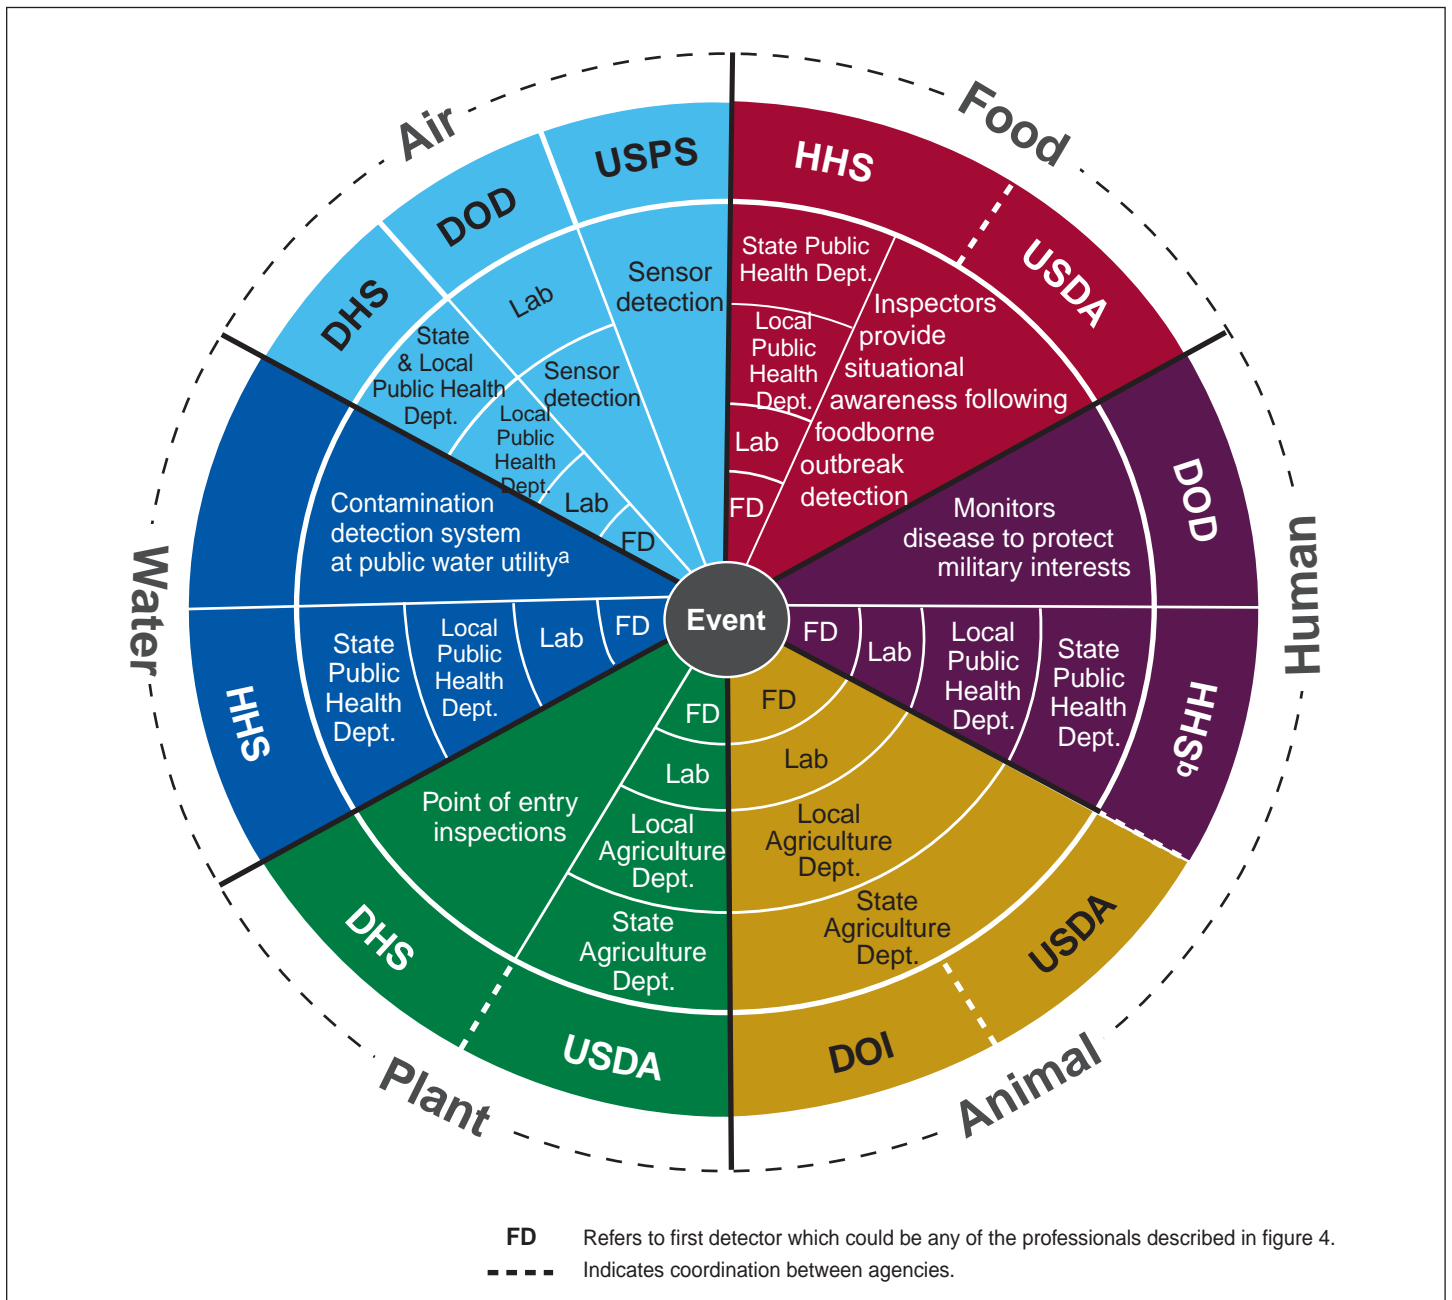 Air
Food
USPS
HHS
DOD
USDA
DHS
Lab
Sensor
detection
State Public
Health Dept.
Inspectors
provide
situational
awareness following
foodborne
outbreak
detection
Local
Public
Health
Dept.
Lab
FD
State
& Local
Public Health
Dept.
Sensor
detection
Local
Public
Health
Dept.
Lab
FD
Water
Contamination
detection system
at public water utilitya
HHS
State
Public
Health
Dept.
Local
Public
Health
Dept.
Lab
FD
Event
Human
DOD
Monitors
disease to protect
military interests
FD
Lab
Local
Public
Health
Dept.
State
Public
Health
Dept.
HHSb
Plant
Point of entry
inspections
DHS
FD
Lab
Local
Agriculture
Dept.
State
Agriculture
Dept.
USDA
Animal
FD
Lab
Local
Agriculture
Dept.
State
Agriculture
Dept.
USDA
DOI
FD Refers to first detector which could be any of the professionals described in figure 4.
Indicates coordination between agencies.